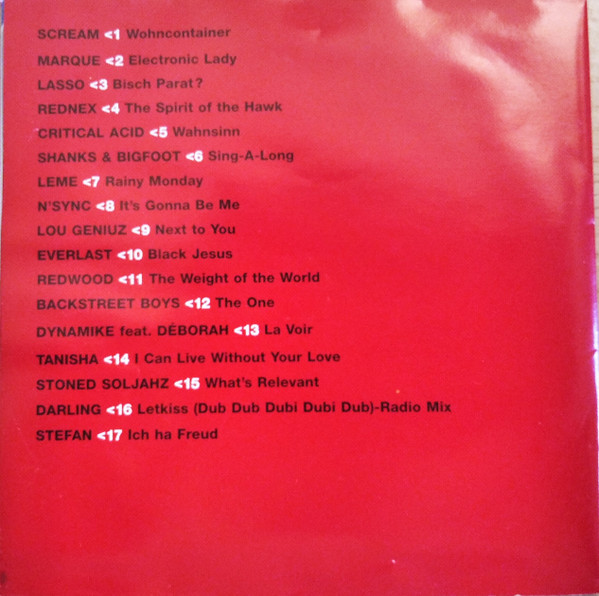 SCREAM <1 Wohncontainer
MARQUE <2 Electronic Lady
LASSO <3 Bisch Parat?
REDNEX <4 The Spirit of the Hawk
CRITICAL ACID <5 Wahnsinn
SHANKS & BIGFOOT <6 Sing-A-Long
LEME <7 Rainy Monday
N'SYNC <8 It's Gonna Be Me
LOU GENIUZ <9 Next to You
EVERLAST <10 Black Jesus
REDWOOD <11 The Weight of the World
BACKSTREET BOYS <12 The One
DYNAMIKE feat. DÉBORAH <13 La Voir
TANISHA <14 I Can Live Without Your Love
STONED SOLJAHZ <15 What's Relevant
DARLING <16 Letkiss (Dub Dub Dubi Dubi Dub)-Radio Mix
STEFAN <17 Ich ha Freud